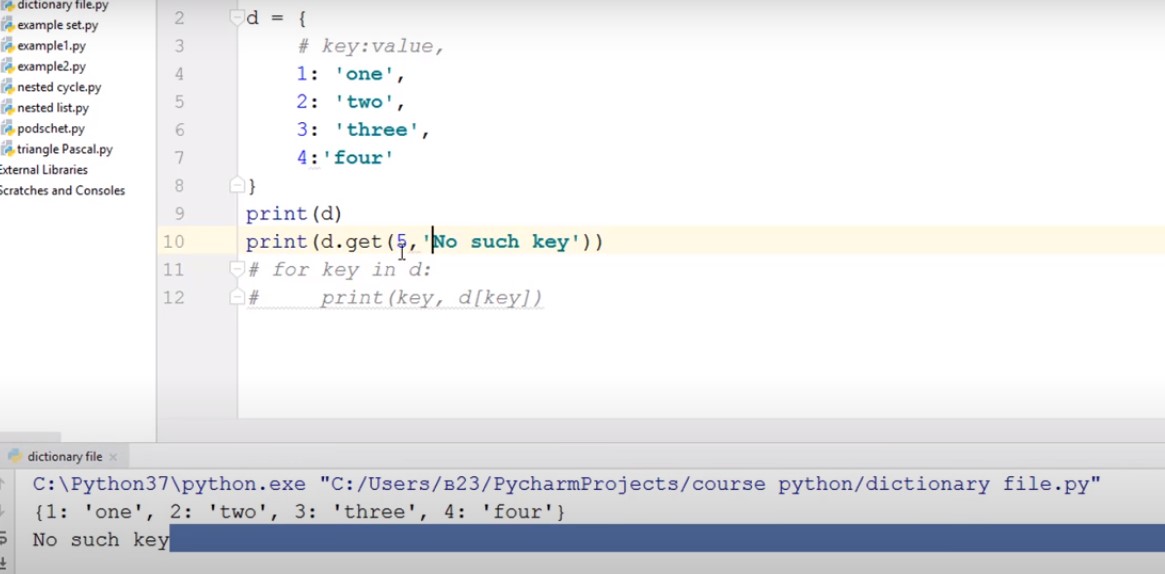 dictionary file.py
example set.py
example1.py
example2.py
nested cycle.py
nested list.py
podschet.py
triangle Pascal.py
External Libraries
Scratches and Consoles
2 d = {
3 # key:value,
4 1: 'one',
5 2: 'two',
6 3: 'three',
7 4:'four'
8 }
9 print(d)
10 print(d.get(5,'No such key'))
11 # for key in d:
12 #     print(key, d[key])
dictionary file
C:\Python37\python.exe "C:/Users/в23/PycharmProjects/course python/dictionary file.py"
{1: 'one', 2: 'two', 3: 'three', 4: 'four'}
No such key